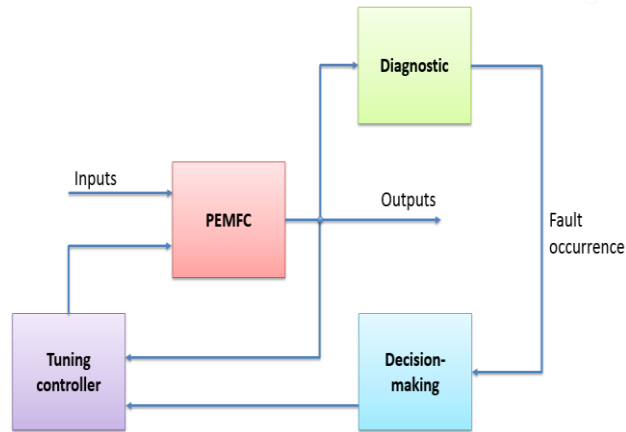 Diagnostic
Inputs
PEMFC
Outputs
Fault
occurrence
Tuning
controller
Decision-
making